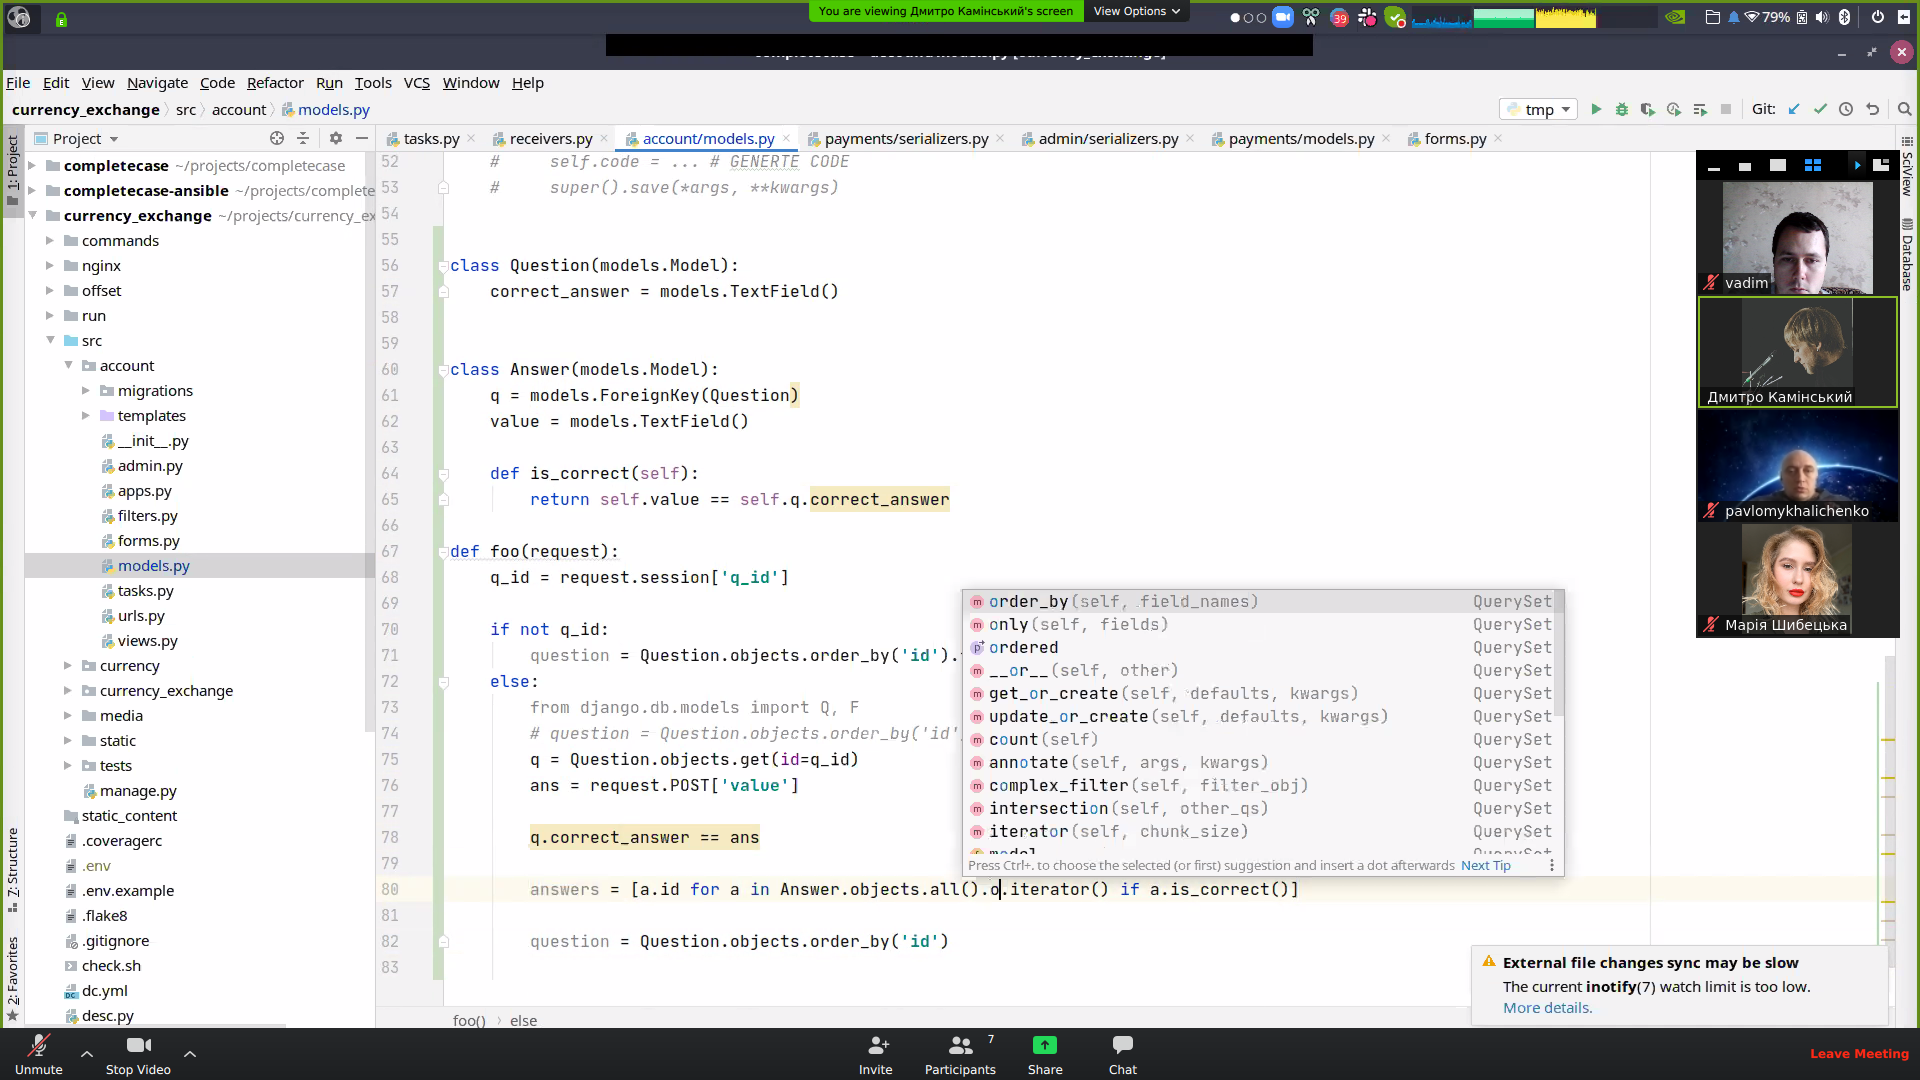 You are viewing Дмитро Камінський's screen
View Options
39
79%
File Edit View Navigate Code Refactor Run Tools VCS Window Help
currency_exchange src account models.py
tmp
Git:
Project
tasks.py
receivers.py
account/models.py
payments/serializers.py
admin/serializers.py
payments/models.py
forms.py
1: Project
7: Structure
2: Favorites
SciView
Database
completecase ~/projects/completecase
completecase-ansible ~/projects/complete
currency_exchange ~/projects/currency_ex
commands
nginx
offset
run
src
account
migrations
templates
__init__.py
admin.py
apps.py
filters.py
forms.py
models.py
tasks.py
urls.py
views.py
currency
currency_exchange
media
static
tests
manage.py
static_content
.coveragerc
.env
.env.example
.flake8
.gitignore
check.sh
dc.yml
desc.py
52 # self.code = ... # GENERTE CODE
53 # super().save(*args, **kwargs)
54
55
56 class Question(models.Model):
57 correct_answer = models.TextField()
58
59
60 class Answer(models.Model):
61 q = models.ForeignKey(Question)
62 value = models.TextField()
63
64 def is_correct(self):
65 return self.value == self.q.correct_answer
66
67 def foo(request):
68 q_id = request.session['q_id']
69
70 if not q_id:
71 question = Question.objects.order_by('id').
72 else:
73 from django.db.models import Q, F
74 # question = Question.objects.order_by('id'
75 q = Question.objects.get(id=q_id)
76 ans = request.POST['value']
77
78 q.correct_answer == ans
79
80 answers = [a.id for a in Answer.objects.all().o.iterator() if a.is_correct()]
81
82 question = Question.objects.order_by('id')
83
order_by(self, field_names) QuerySet
only(self, fields) QuerySet
ordered QuerySet
__or__(self, other) QuerySet
get_or_create(self, defaults, kwargs) QuerySet
update_or_create(self, defaults, kwargs) QuerySet
count(self) QuerySet
annotate(self, args, kwargs) QuerySet
complex_filter(self, filter_obj) QuerySet
intersection(self, other_qs) QuerySet
iterator(self, chunk_size) QuerySet
Press Ctrl+. to choose the selected (or first) suggestion and insert a dot afterwards Next Tip
foo() else
vadim
Дмитро Камінський
pavlomykhalichenko
Марія Шибецька
External file changes sync may be slow
The current inotify(7) watch limit is too low.
More details.
Unmute
Stop Video
Invite
Participants 7
Share
Chat
Leave Meeting